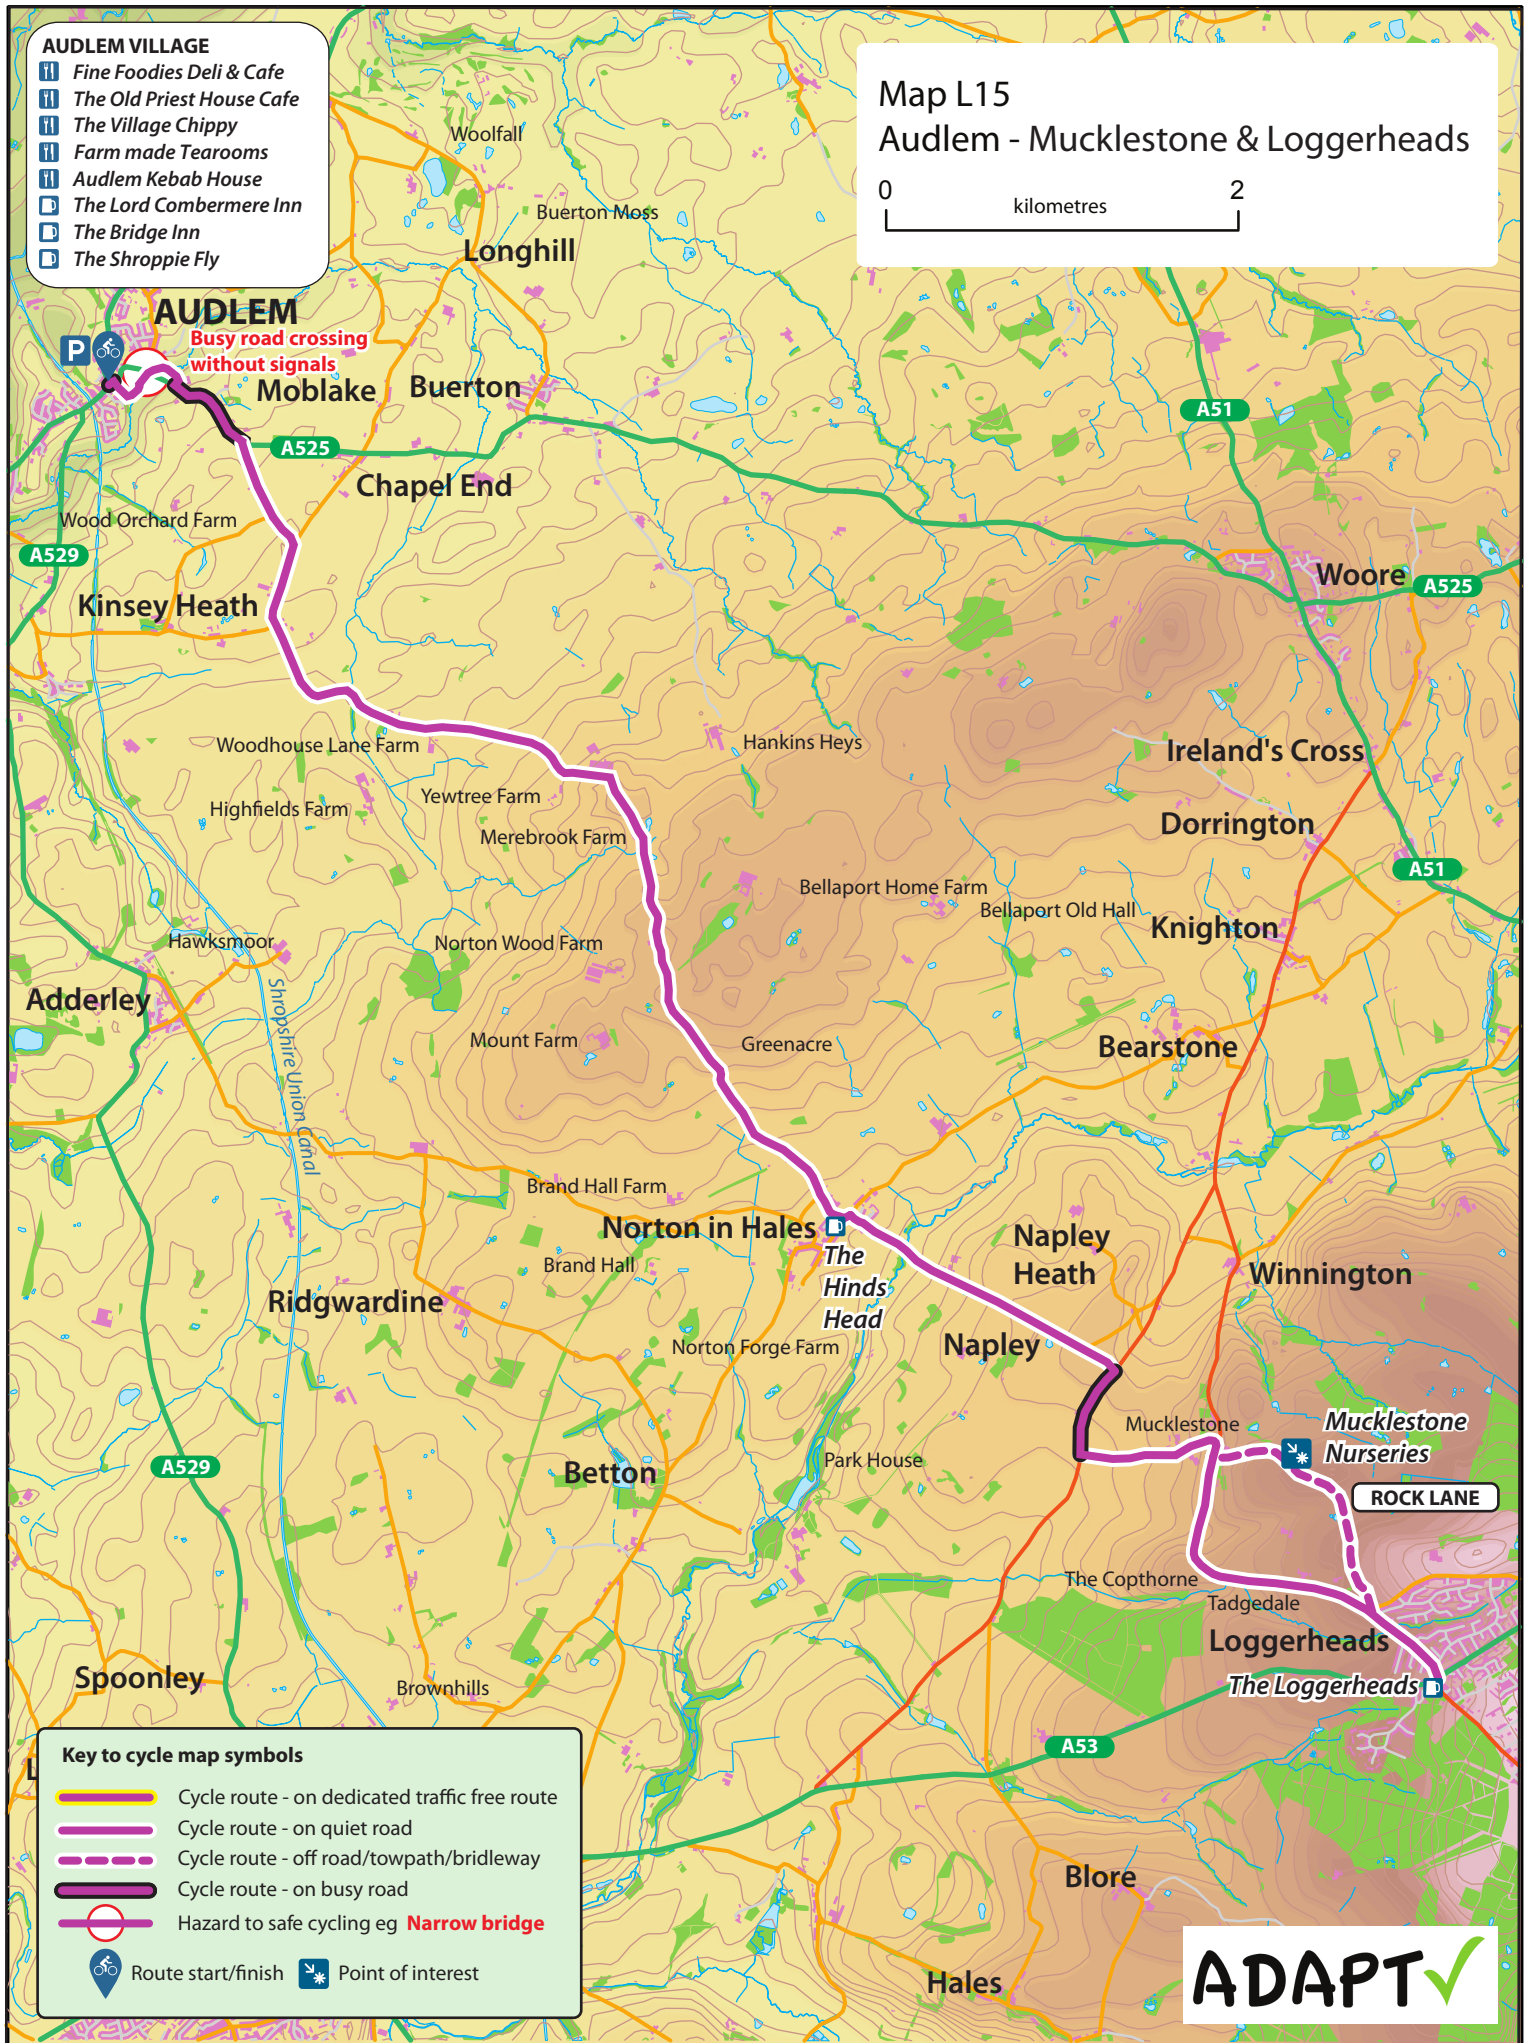 AUDLEM VILLAGE
Fine Foodies Deli & Cafe
The Old Priest House Cafe
The Village Chippy
Farm made Tearooms
Audlem Kebab House
The Lord Combermere Inn
The Bridge Inn
The Shroppie Fly
Map L15
Audlem - Mucklestone & Loggerheads
0
2
kilometres
Woolfall
Buerton Moss
Longhill
AUDLEM
P
Busy road crossing
without signals
Moblake
Buerton
A51
A525
Chapel End
Wood Orchard Farm
A529
Woore
A525
Kinsey Heath
Woodhouse Lane Farm
Hankins Heys
Ireland's Cross
Yewtree Farm
Highfields Farm
Dorrington
Merebrook Farm
A51
Bellaport Home Farm
Bellaport Old Hall
Knighton
Hawksmoor
Norton Wood Farm
Adderley
Shropshire Union Canal
Mount Farm
Greenacre
Bearstone
Brand Hall Farm
Norton in Hales
The
Hinds
Head
Napley
Heath
Brand Hall
Winnington
Ridgwardine
Norton Forge Farm
Napley
Mucklestone
Mucklestone
Nurseries
A529
Betton
Park House
ROCK LANE
The Copthorne
Tadgedale
Loggerheads
Spoonley
Brownhills
The Loggerheads
A53
L
Key to cycle map symbols
Cycle route - on dedicated traffic free route
Cycle route - on quiet road
Cycle route - off road/towpath/bridleway
Cycle route - on busy road
Hazard to safe cycling eg Narrow bridge
Route start/finish
Point of interest
Blore
Hales
ADAPT